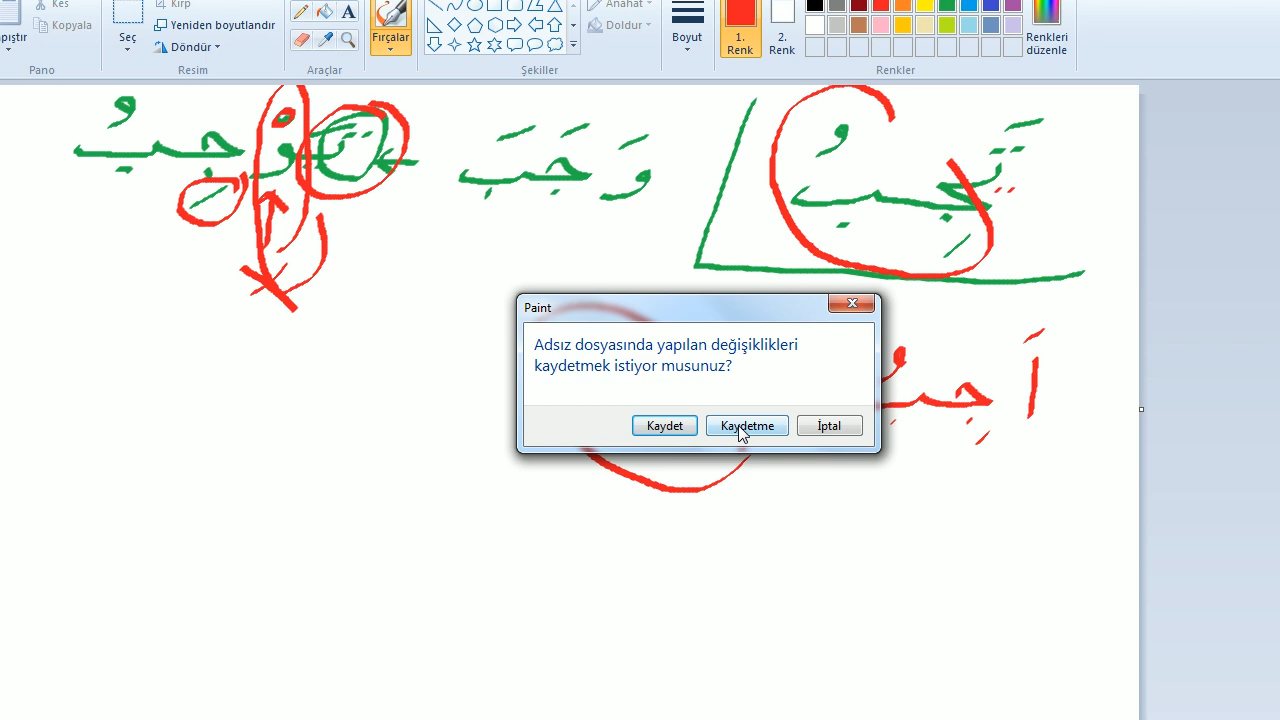 Kes
Kopyala
apıştır
Pano
Seç
Kırp
Yeniden boyutlandır
Döndür
Resim
A
Araçlar
Fırçalar
Anahat
Doldur
Şekiller
Boyut
1. Renk
2. Renk
Renkleri düzenle
Renkler
تَجِبُ
وَجَبَ
Paint
Adsız dosyasında yapılan değişiklikleri
kaydetmek istiyor musunuz?
Kaydet
Kaydetme
İptal
أَجِبُ